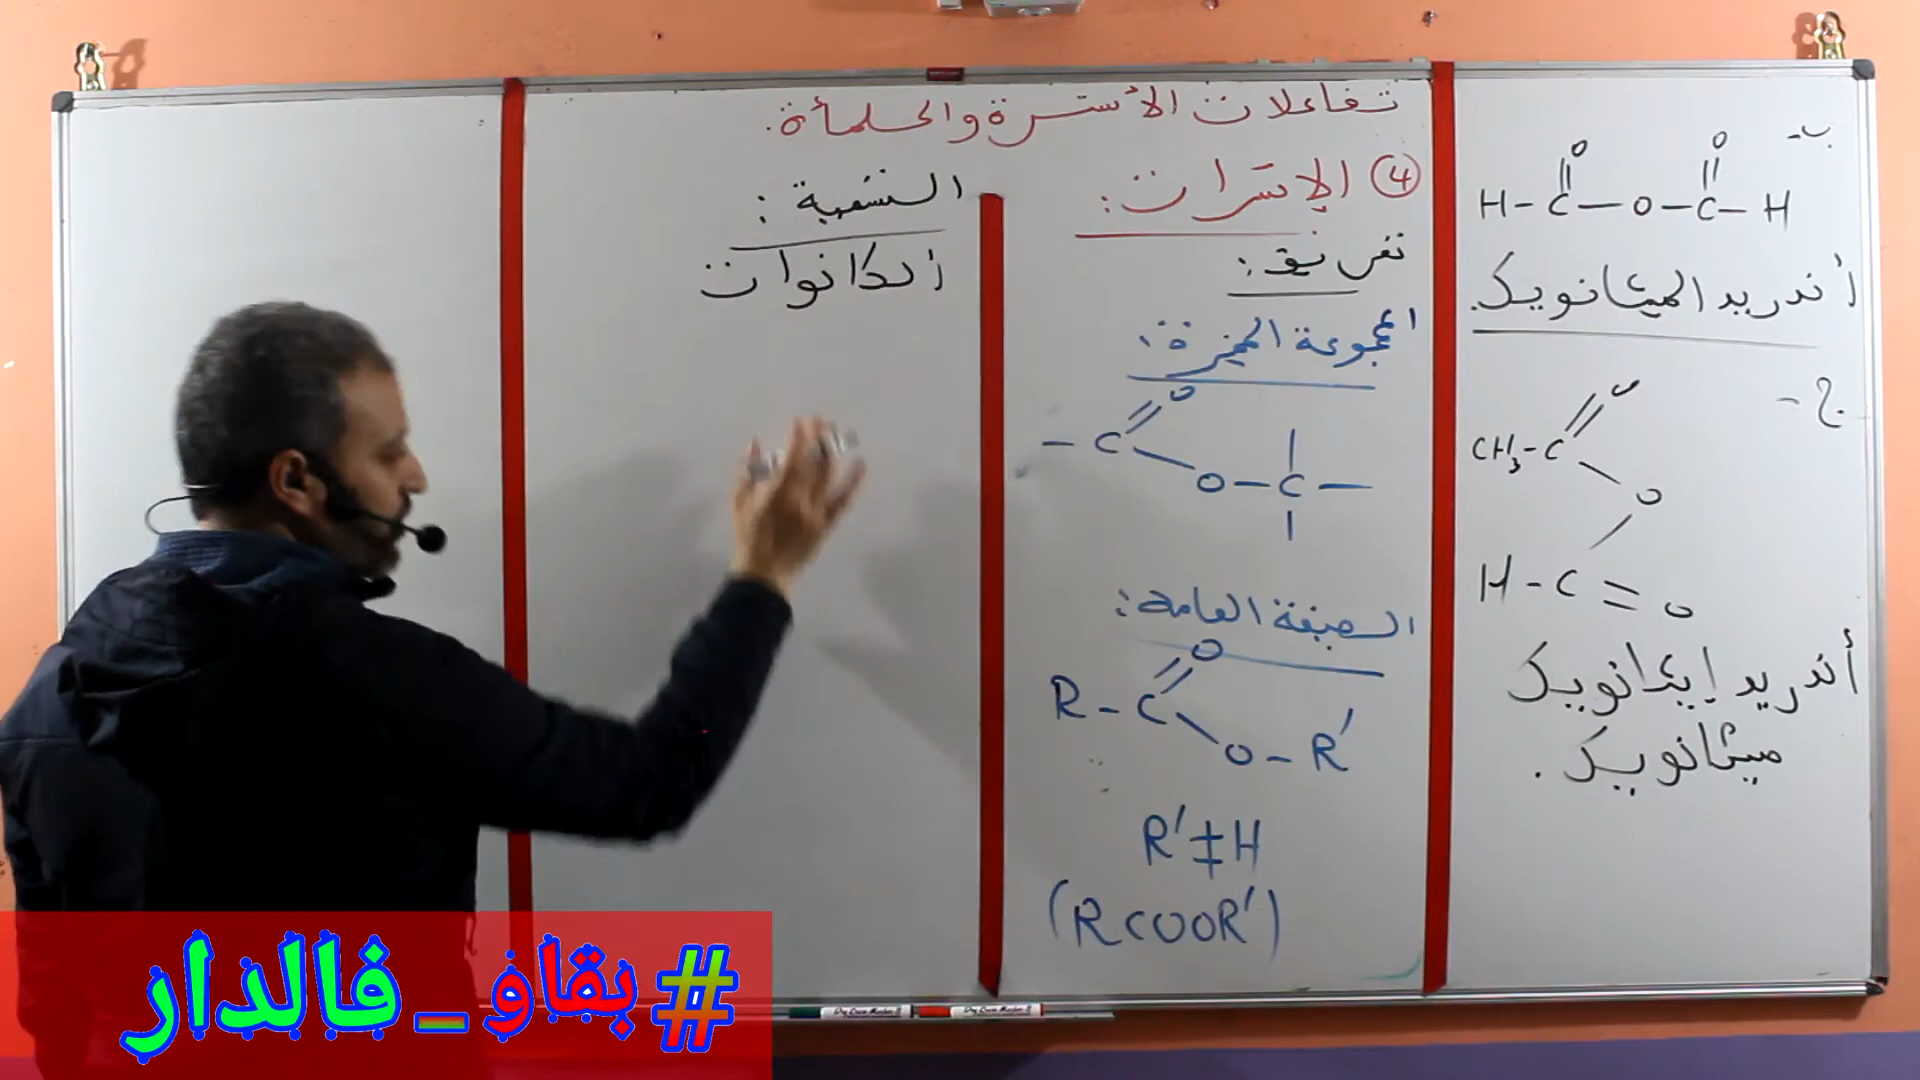 تفاعلات الأسترة والحلمأة.
ب-
O O
H - C - O - C - H
أندريد الميثانويك.
ج-
O
CH3 - C
O
H - C = O
أندريد إيثانويك
ميثانويك.
④ الإسترات:
تعريف:
المجموعة المميزة:
O
- C
O - C -
الصيغة العامة:
O
R - C
O - R'
R' ≠ H
(RCOOR')
التسمية:
ألكانوات
#بقاو_فالدار